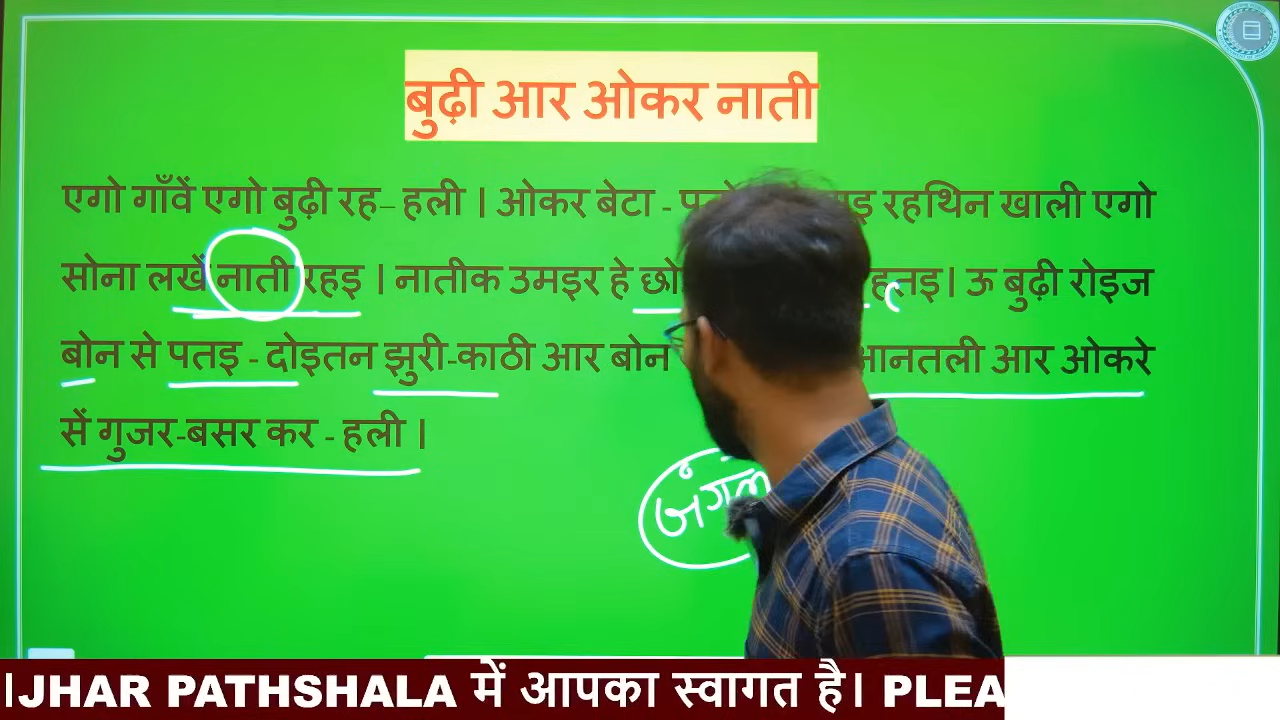 बुढ़ी आर ओकर नाती
एगो गाँवें एगो बुढ़ी रह– हली । ओकर बेटा - रहथिन खाली एगो
सोना लखें नाती रहइ । नातीक उमइर हे ऊ बुढ़ी रोइज
बोन से पतइ - दोइतन झुरी-काठी आर बोन आनतली आर ओकरे
सें गुजर-बसर कर - हली ।
जंगल
।JHAR PATHSHALA में आपका स्वागत है। PLEA